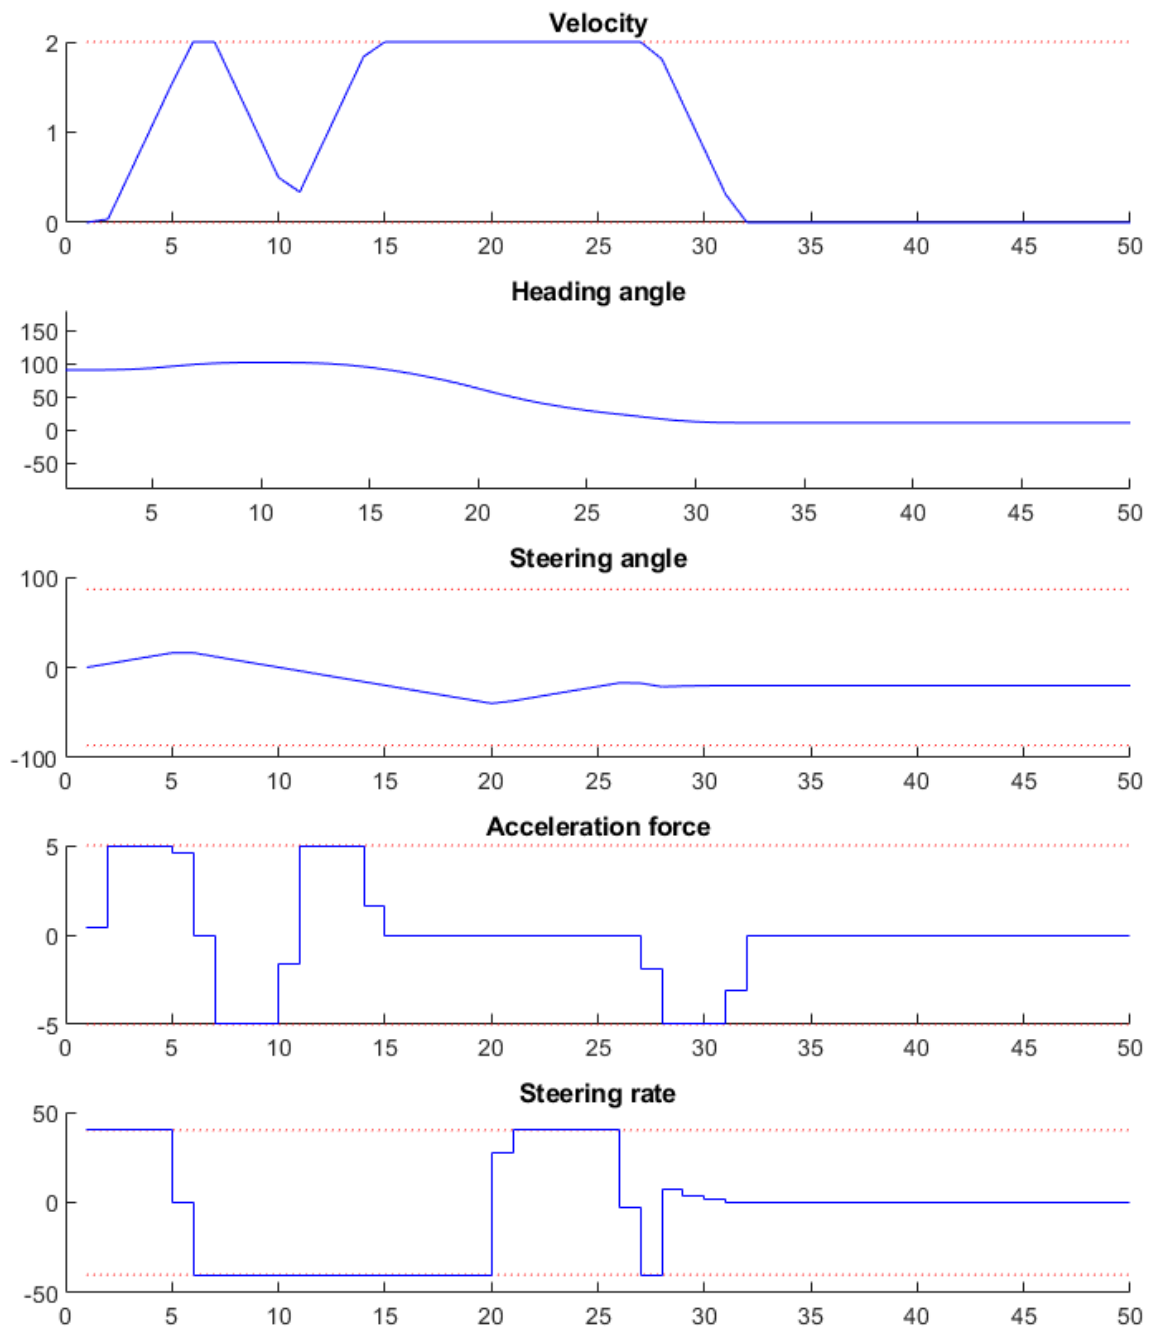 Velocity
2
1
0
0 5 10 15 20 25 30 35 40 45 50
Heading angle
150
100
50
0
-50
5 10 15 20 25 30 35 40 45 50
Steering angle
100
0
-100
0 5 10 15 20 25 30 35 40 45 50
Acceleration force
5
0
-5
0 5 10 15 20 25 30 35 40 45 50
Steering rate
50
0
-50
0 5 10 15 20 25 30 35 40 45 50